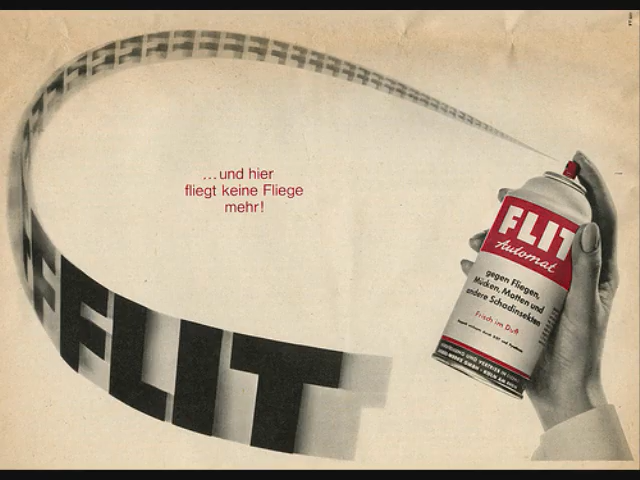 ...und hier
fliegt keine Fliege
mehr!
FLIT
FLIT
Automat
gegen Fliegen,
Mücken, Motten und
andere Schadinsekten
Frisch im Duft